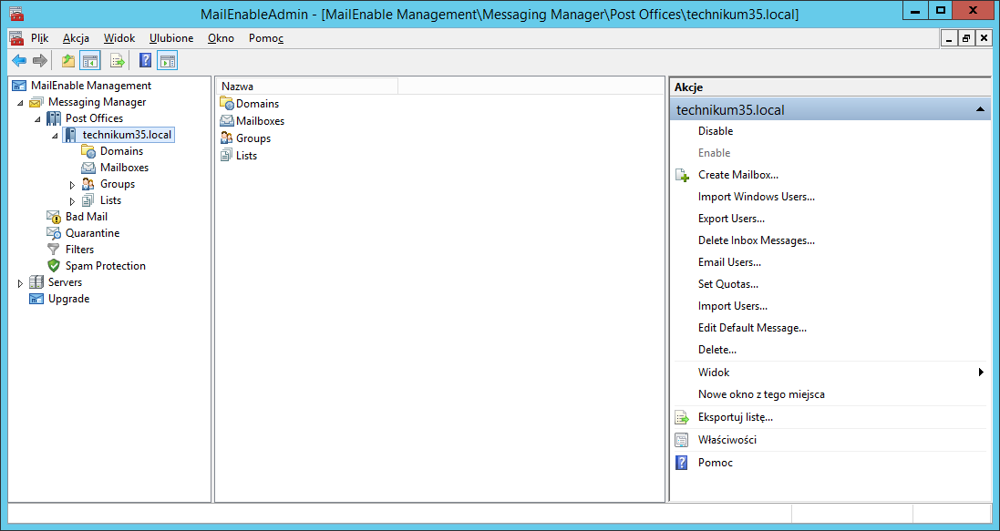 MailEnableAdmin - [MailEnable Management\Messaging Manager\Post Offices\technikum35.local]
Plik Akcja Widok Ulubione Okno Pomoc
MailEnable Management
Messaging Manager
Post Offices
technikum35.local
Domains
Mailboxes
Groups
Lists
Bad Mail
Quarantine
Filters
Spam Protection
Servers
Upgrade
Nazwa
Domains
Mailboxes
Groups
Lists
Akcje
technikum35.local
Disable
Enable
Create Mailbox...
Import Windows Users...
Export Users...
Delete Inbox Messages...
Email Users...
Set Quotas...
Import Users...
Edit Default Message...
Delete...
Widok
Nowe okno z tego miejsca
Eksportuj listę...
Właściwości
Pomoc